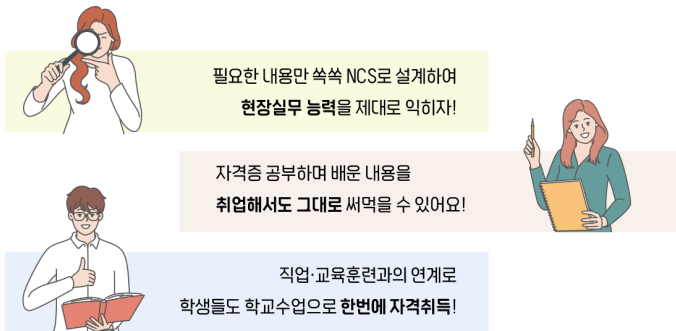 필요한 내용만 쏙쏙 NCS로 설계하여
현장실무 능력을 제대로 익히자!
자격증 공부하며 배운 내용을
취업해서도 그대로 써먹을 수 있어요!
직업·교육훈련과의 연계로
학생들도 학교수업으로 한번에 자격취득!